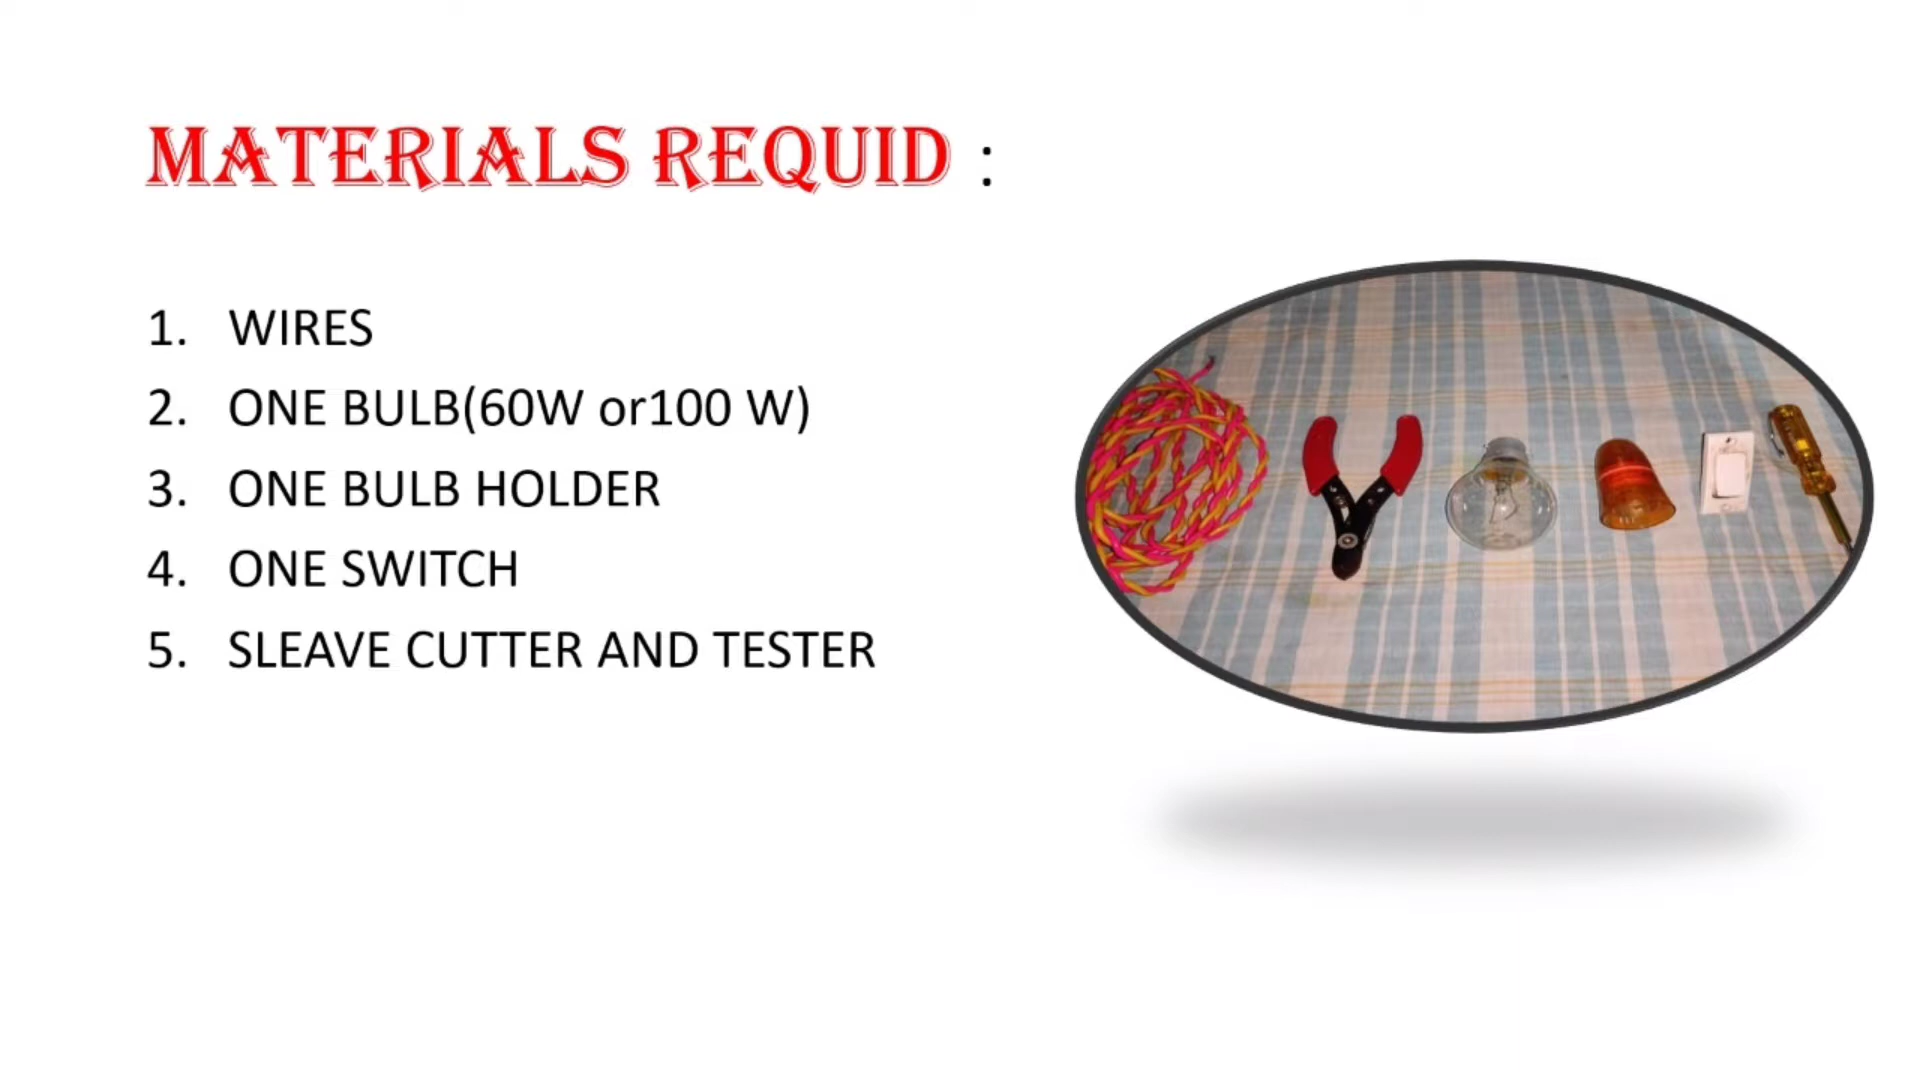 MATERIALS REQUID :
1. WIRES
2. ONE BULB(60W or100 W)
3. ONE BULB HOLDER
4. ONE SWITCH
5. SLEAVE CUTTER AND TESTER